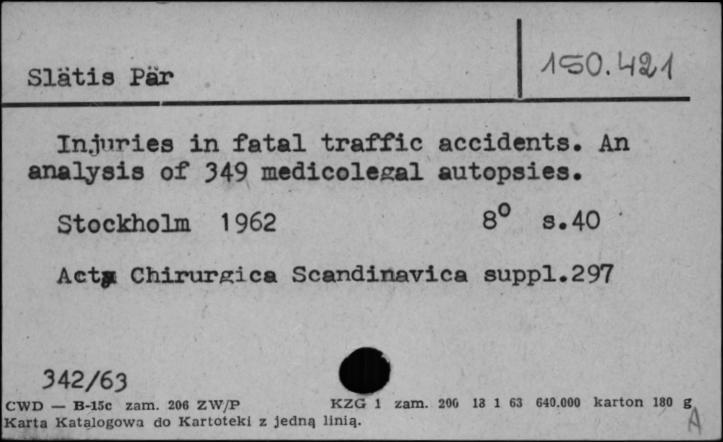 Slätis Pär
150.421
Injuries in fatal traffic accidents. An
analysis of 349 medicolegal autopsies.
Stockholm 1962 8° s.40
Acta Chirurgica Scandinavica suppl.297
342/63
CWD — B-15c zam. 206 ZW/P KZG 1 zam. 206 18 1 63 640.000 karton 180 g
Karta Katalogowa do Kartoteki z jedną linią.
A